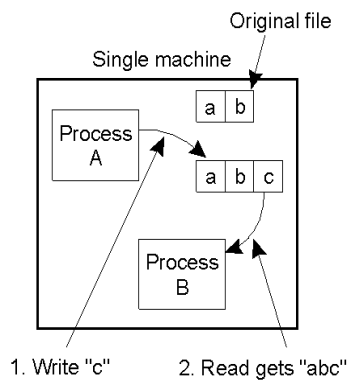 Original file
Single machine
a b
Process
A
a b c
Process
B
1. Write "c"
2. Read gets "abc"